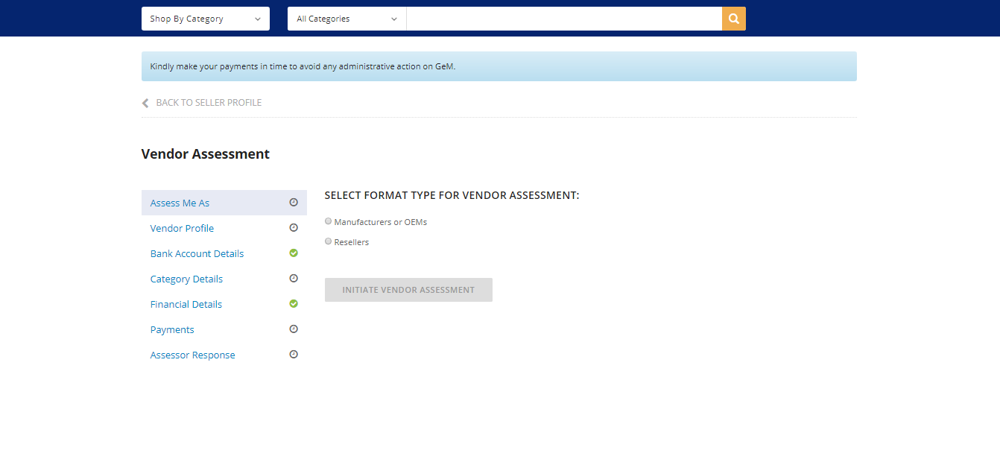 Shop By Category
All Categories
Kindly make your payments in time to avoid any administrative action on GeM.
BACK TO SELLER PROFILE
Vendor Assessment
Assess Me As
Vendor Profile
Bank Account Details
Category Details
Financial Details
Payments
Assessor Response
SELECT FORMAT TYPE FOR VENDOR ASSESSMENT:
Manufacturers or OEMs
Resellers
INITIATE VENDOR ASSESSMENT